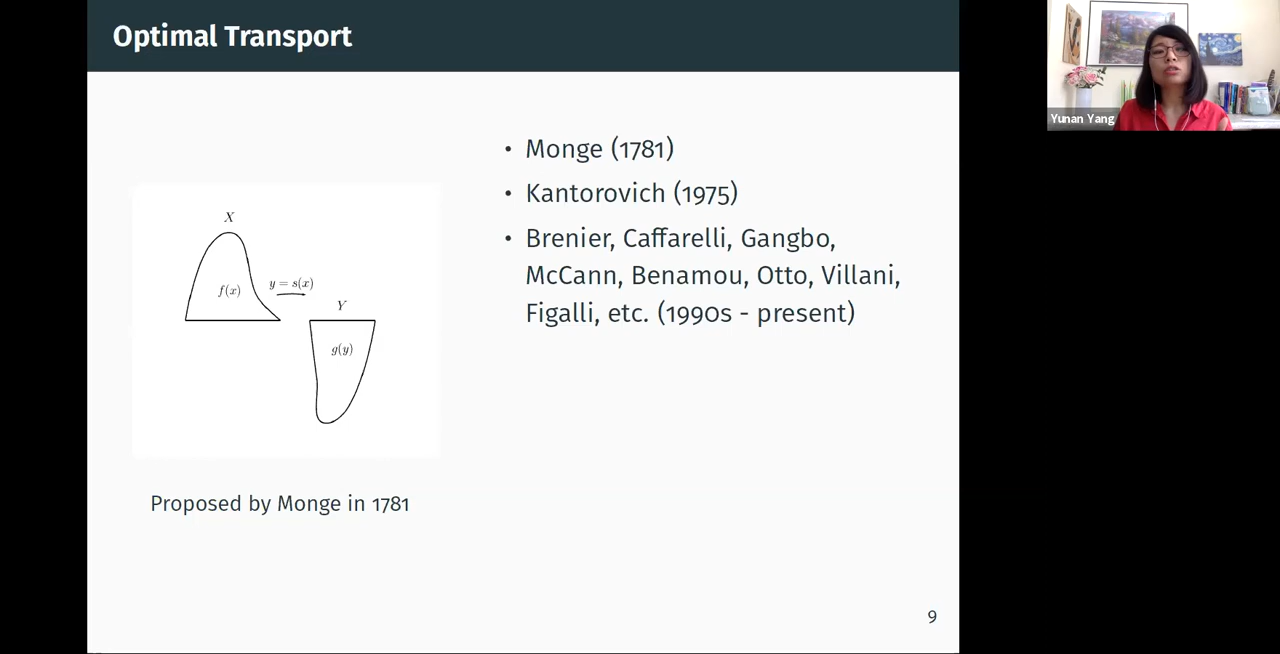 Optimal Transport
X
f(x)
y = s(x)
Y
g(y)
Proposed by Monge in 1781
• Monge (1781)
• Kantorovich (1975)
• Brenier, Caffarelli, Gangbo,
McCann, Benamou, Otto, Villani,
Figalli, etc. (1990s - present)
9
Yunan Yang